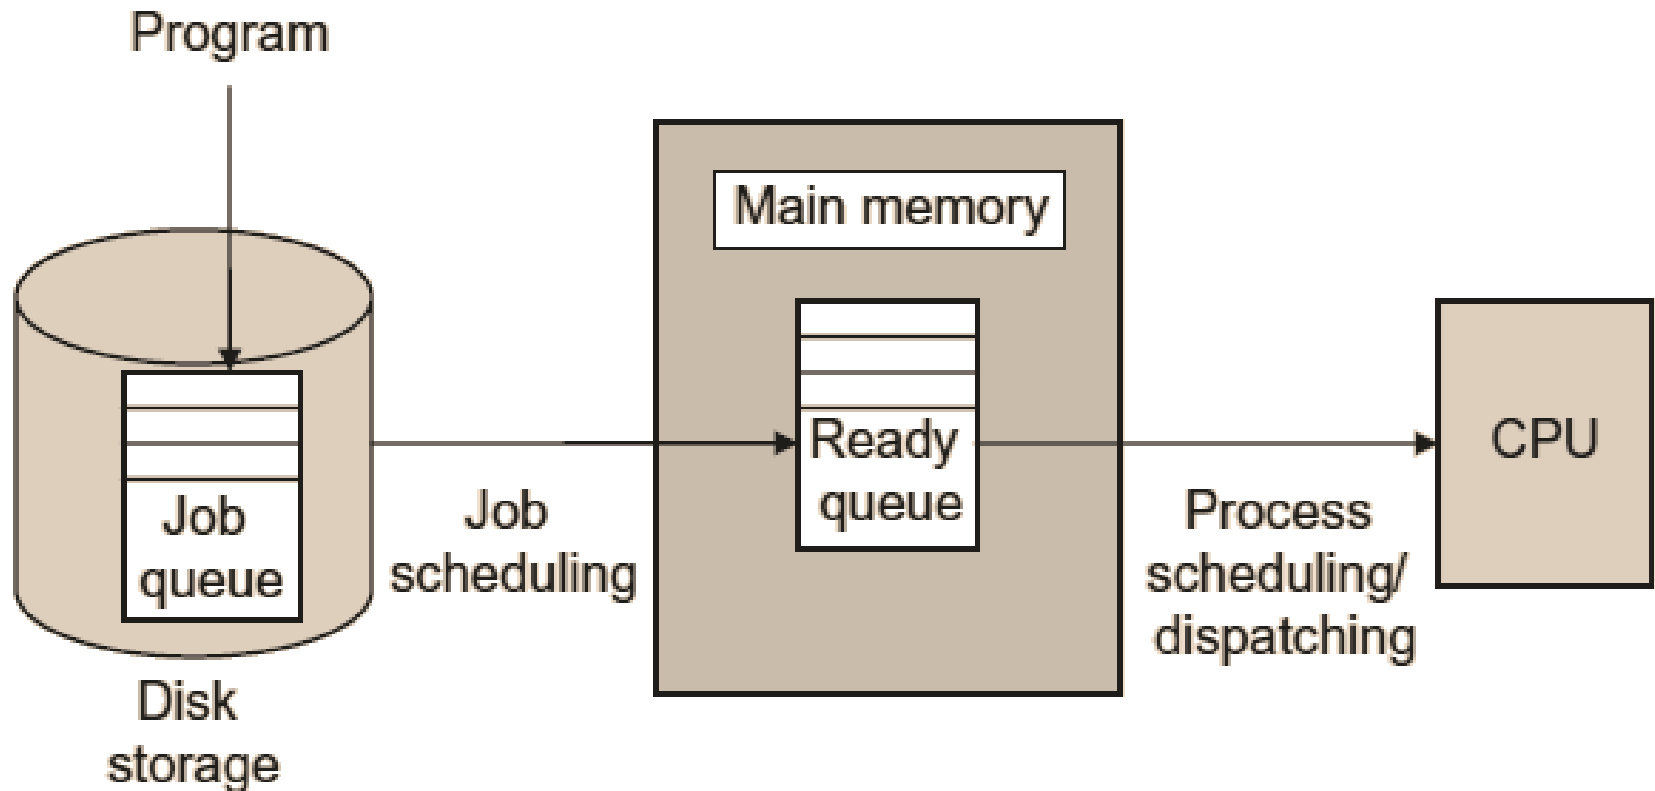 Program
Main memory
Job
queue
Disk
storage
Job
scheduling
Ready
queue
Process
scheduling/
dispatching
CPU